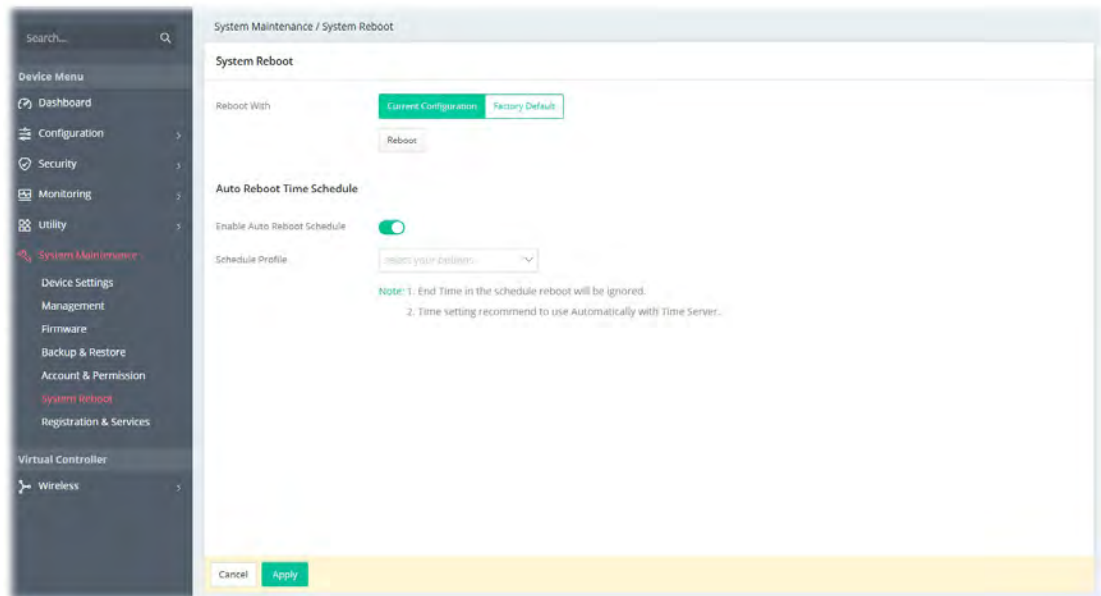 Search...
Device Menu
Dashboard
Configuration
Security
Monitoring
Utility
System Maintenance
Device Settings
Management
Firmware
Backup & Restore
Account & Permission
System Reboot
Registration & Services
Virtual Controller
Wireless
System Maintenance / System Reboot
System Reboot
Reboot With
Current Configuration Factory Default
Reboot
Auto Reboot Time Schedule
Enable Auto Reboot Schedule
Schedule Profile
select your options
Note: 1. End Time in the schedule reboot will be ignored.
2. Time setting recommend to use Automatically with Time Server.
Cancel Apply